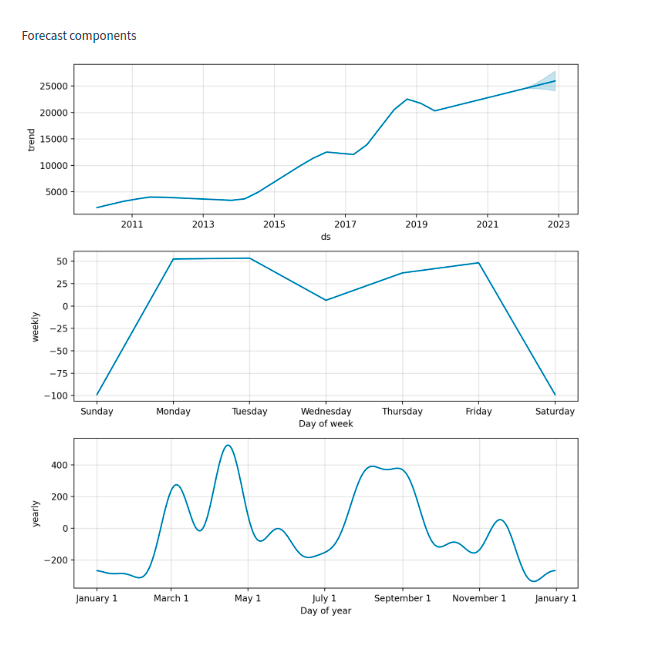 Forecast components
25000
20000
15000
10000
5000
trend
2011 2013 2015 2017 2019 2021 2023
ds
50
25
0
−25
−50
−75
−100
weekly
Sunday Monday Tuesday Wednesday Thursday Friday Saturday
Day of week
400
200
0
−200
yearly
January 1 March 1 May 1 July 1 September 1 November 1 January 1
Day of year